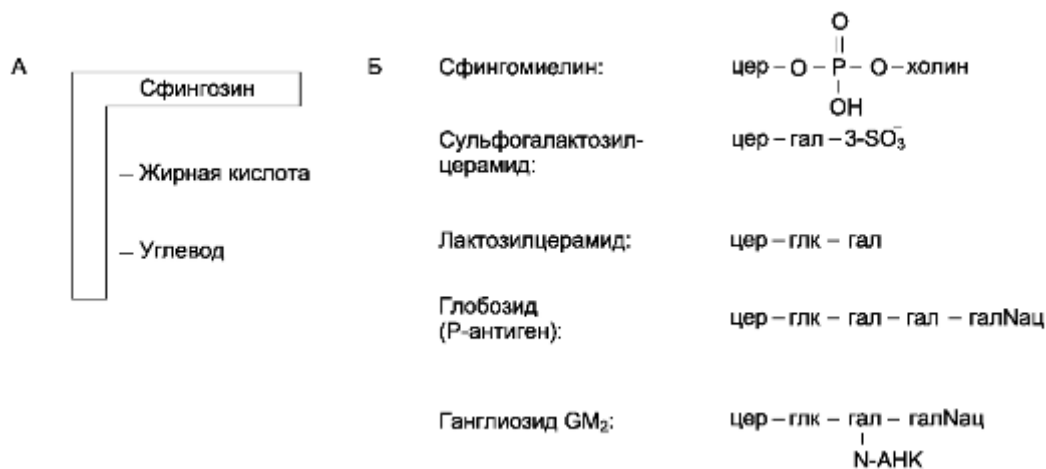 А
Сфингозин
– Жирная кислота
– Углевод
Б
Сфингомиелин:
O
||
цер – O – P – O – холин
|
OH
Сульфогалактозил-
церамид:
цер – гал – 3-SO₃⁻
Лактозилцерамид:
цер – глк – гал
Глобозид
(Р-антиген):
цер – глк – гал – гал – галNац
Ганглиозид GM₂:
цер – глк – гал – галNац
|
N-АНК